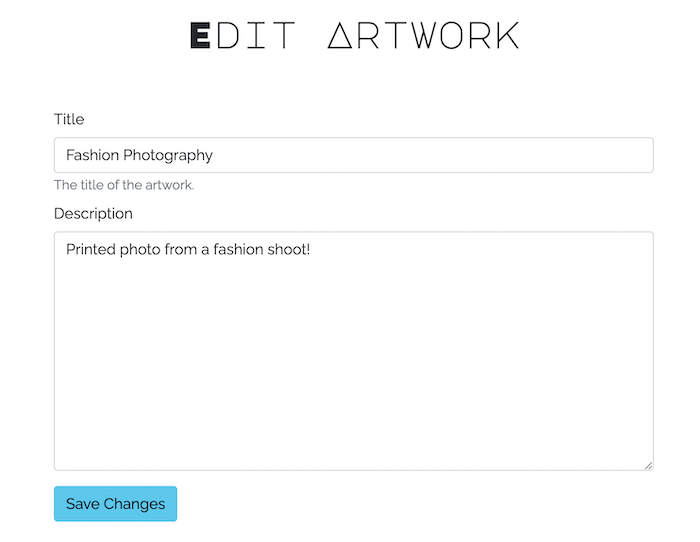 EDIT ARTWORK
Title
Fashion Photography
The title of the artwork.
Description
Printed photo from a fashion shoot!
Save Changes